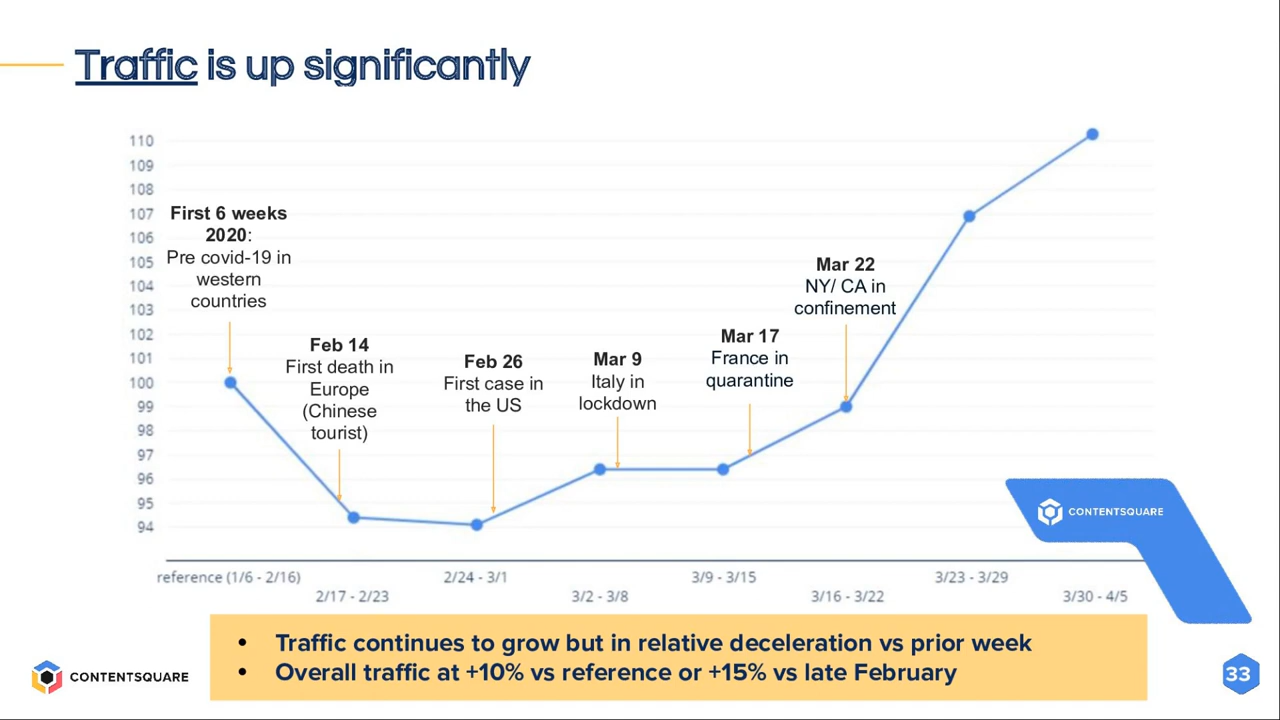 Traffic is up significantly
110
109
108
107
106
105
104
103
102
101
100
99
98
97
96
95
94
First 6 weeks
2020:
Pre covid-19 in
western
countries
Feb 14
First death in
Europe
(Chinese
tourist)
Feb 26
First case in
the US
Mar 9
Italy in
lockdown
Mar 17
France in
quarantine
Mar 22
NY/ CA in
confinement
CONTENTSQUARE
reference (1/6 - 2/16)
2/17 - 2/23
2/24 - 3/1
3/2 - 3/8
3/9 - 3/15
3/16 - 3/22
3/23 - 3/29
3/30 - 4/5
• Traffic continues to grow but in relative deceleration vs prior week
• Overall traffic at +10% vs reference or +15% vs late February
CONTENTSQUARE
33